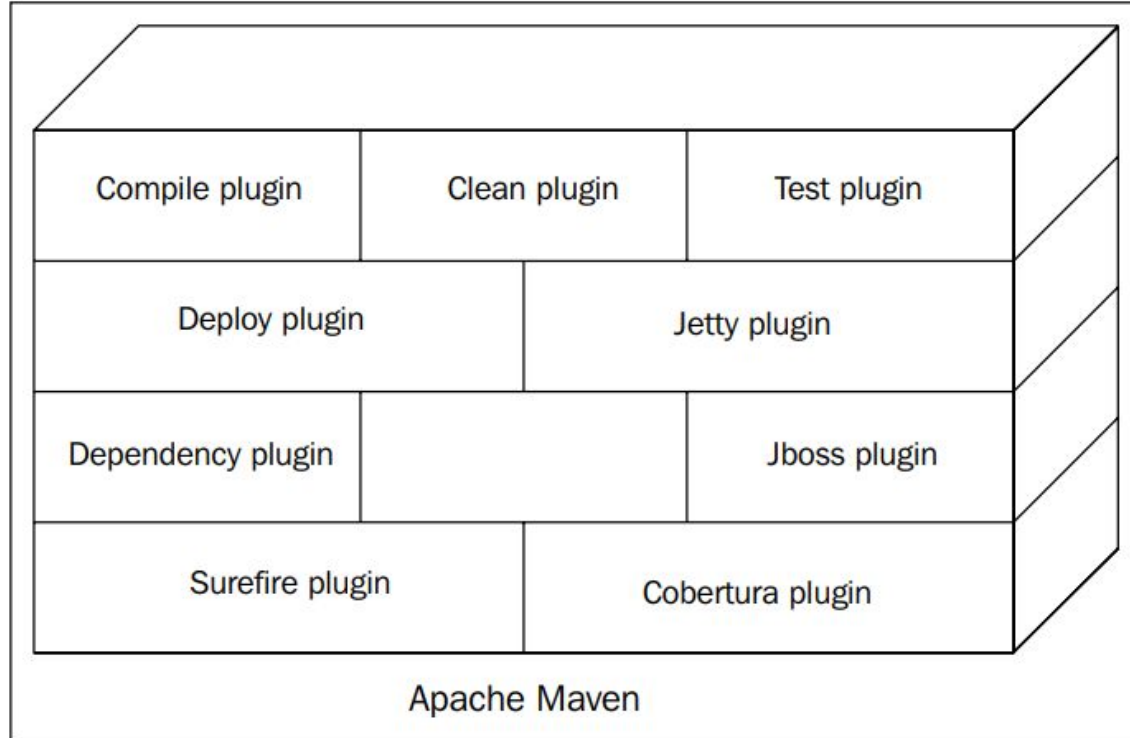 Compile plugin
Clean plugin
Test plugin
Deploy plugin
Jetty plugin
Dependency plugin
Jboss plugin
Surefire plugin
Cobertura plugin
Apache Maven